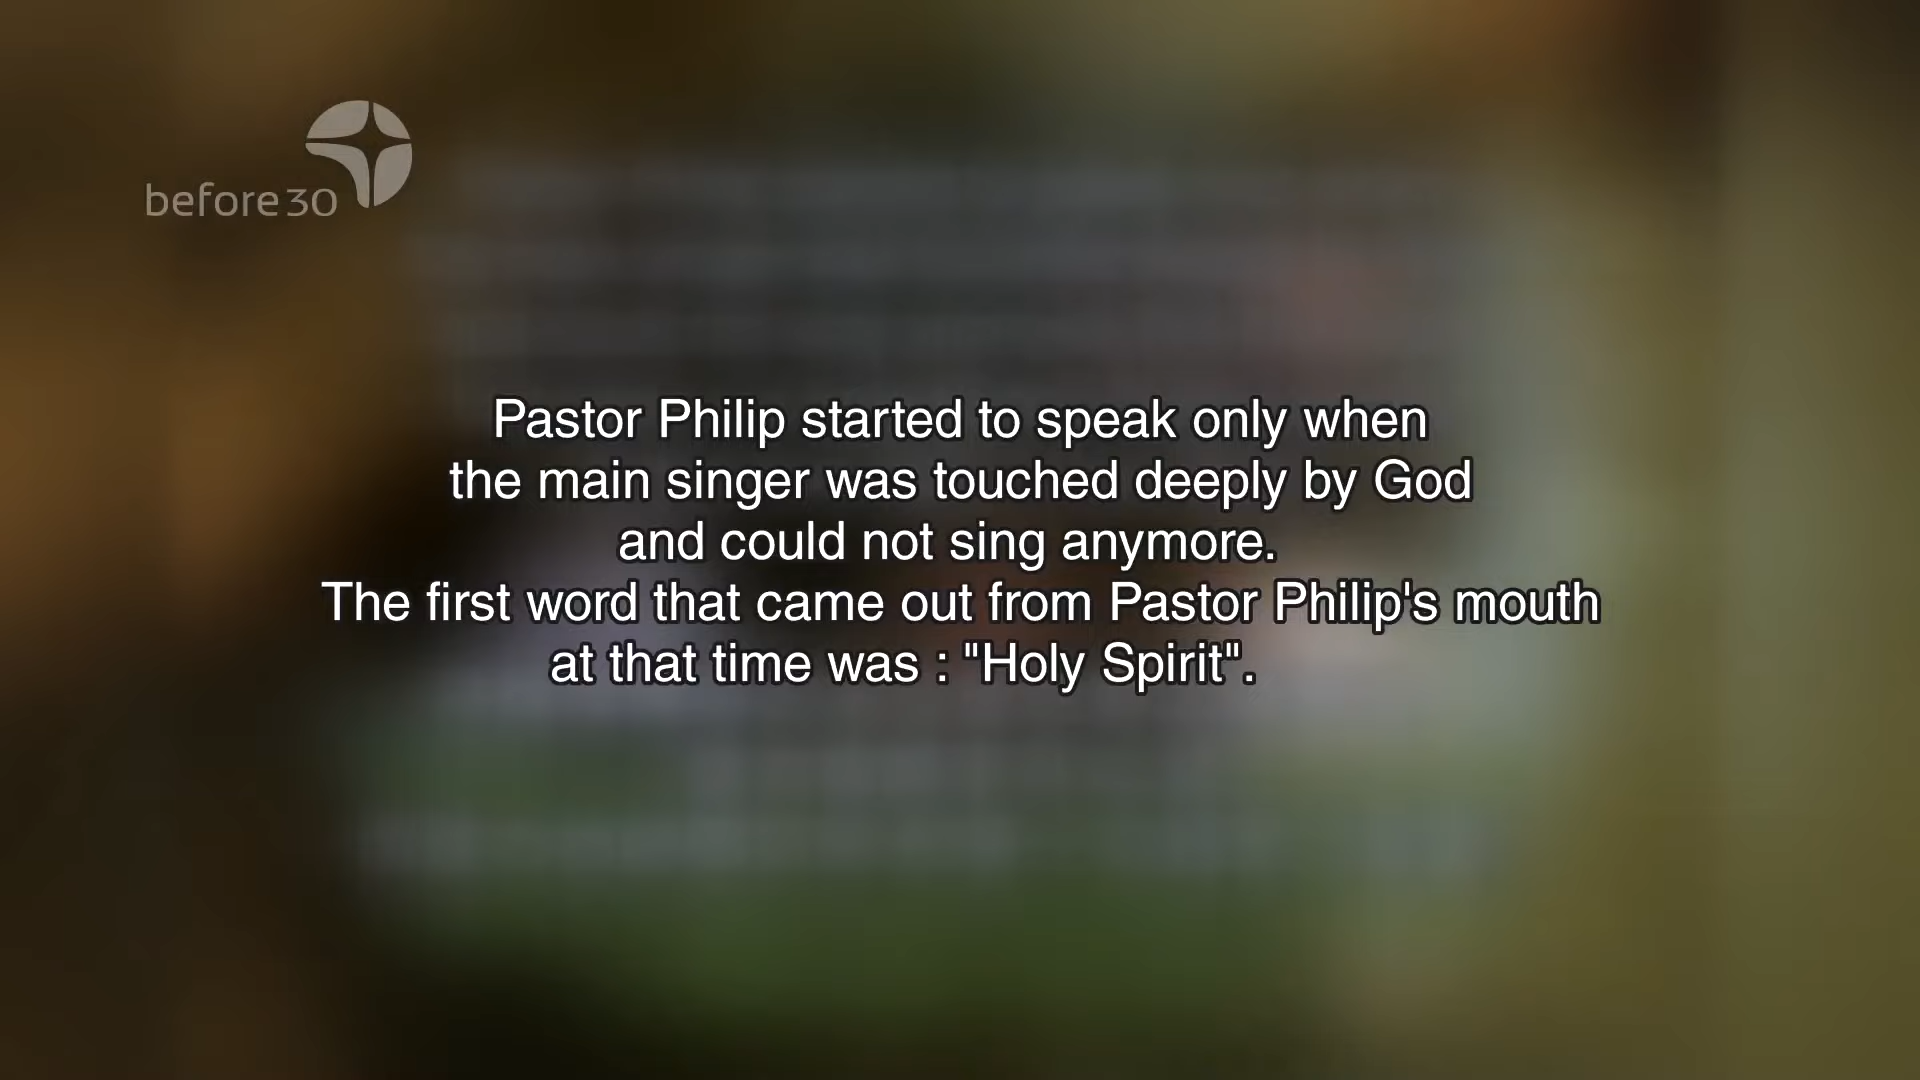 before30
Pastor Philip started to speak only when
the main singer was touched deeply by God
and could not sing anymore.
The first word that came out from Pastor Philip's mouth
at that time was : "Holy Spirit".